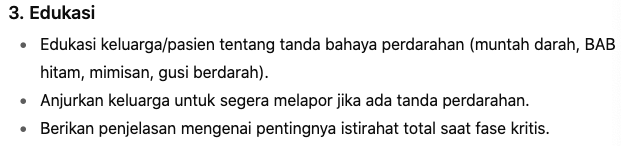 3. Edukasi
• Edukasi keluarga/pasien tentang tanda bahaya perdarahan (muntah darah, BAB
hitam, mimisan, gusi berdarah).
• Anjurkan keluarga untuk segera melapor jika ada tanda perdarahan.
• Berikan penjelasan mengenai pentingnya istirahat total saat fase kritis.